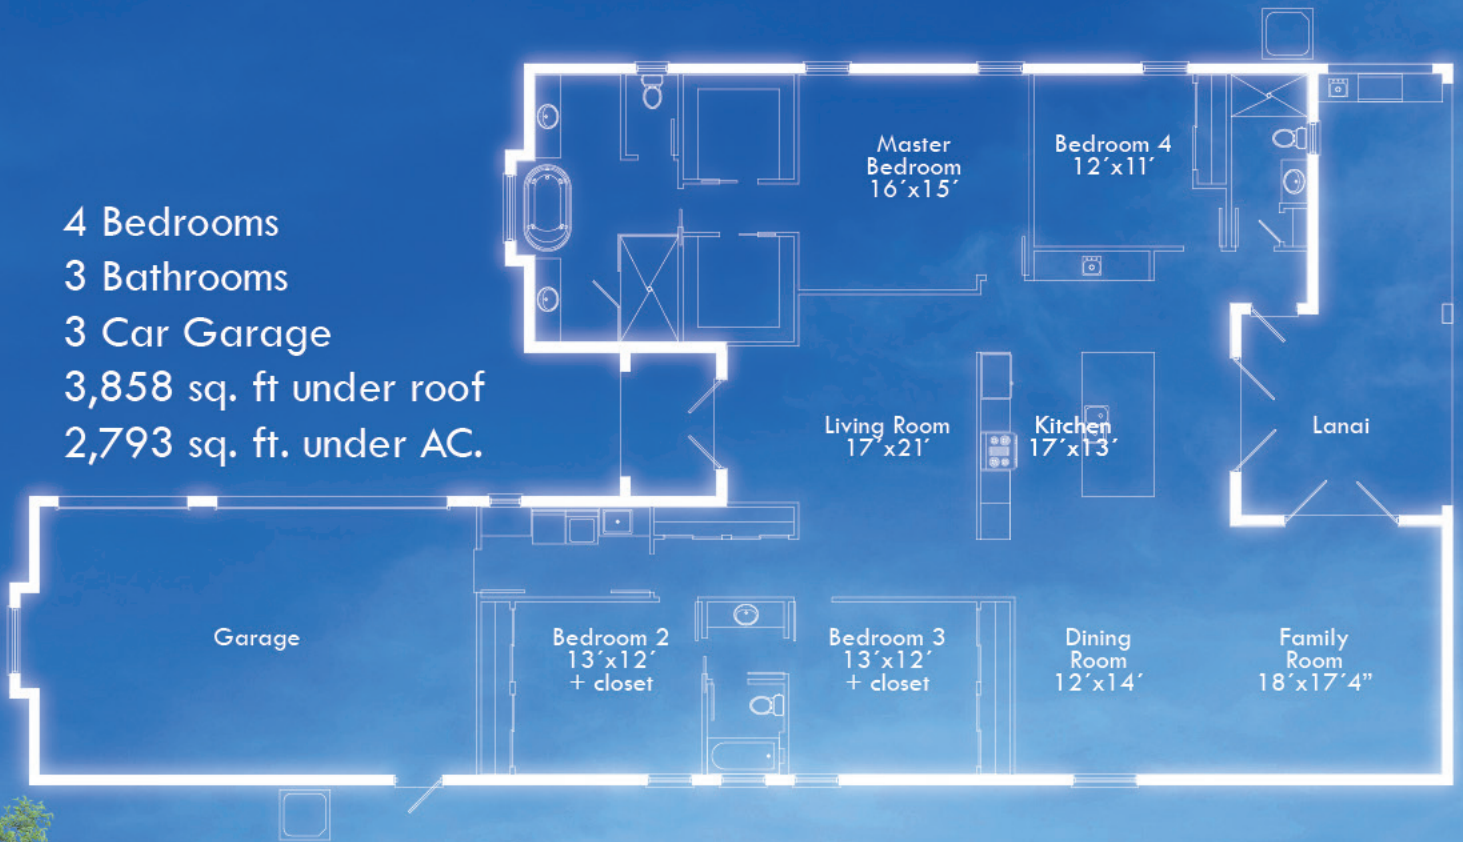 4 Bedrooms
3 Bathrooms
3 Car Garage
3,858 sq. ft under roof
2,793 sq. ft. under AC.
Master
Bedroom
16´x15´
Bedroom 4
12´x11´
Living Room
17´x21´
Kitchen
17´x13´
Lanai
Garage
Bedroom 2
13´x12´
+ closet
Bedroom 3
13´x12´
+ closet
Dining
Room
12´x14´
Family
Room
18´x17´4”